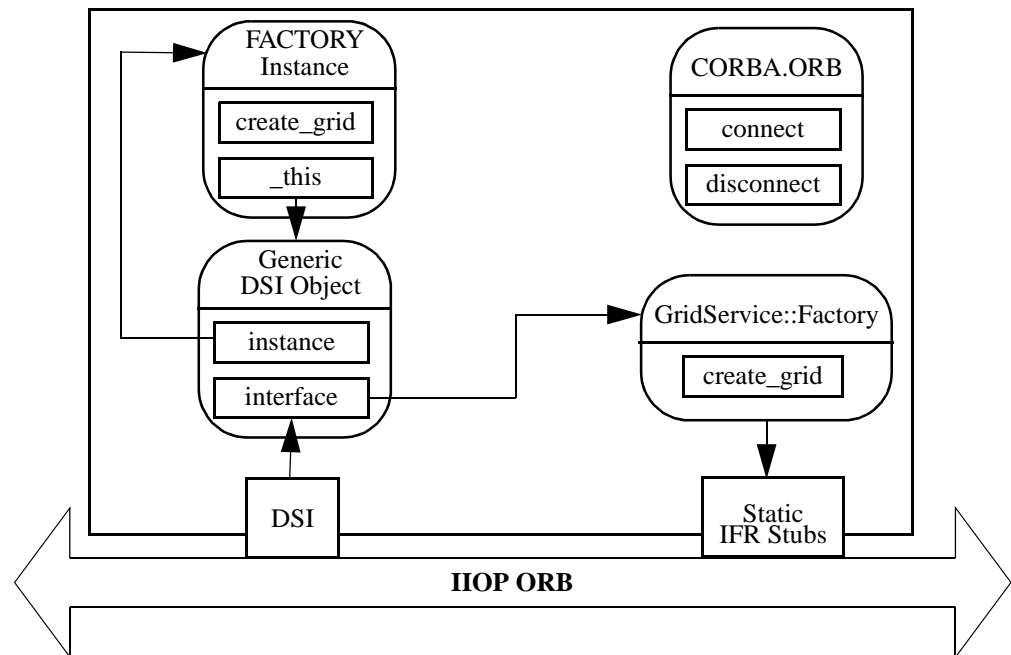 FACTORY
Instance
create_grid
_this
CORBA.ORB
connect
disconnect
Generic
DSI Object
instance
interface
GridService::Factory
create_grid
DSI
Static
IFR Stubs
IIOP ORB